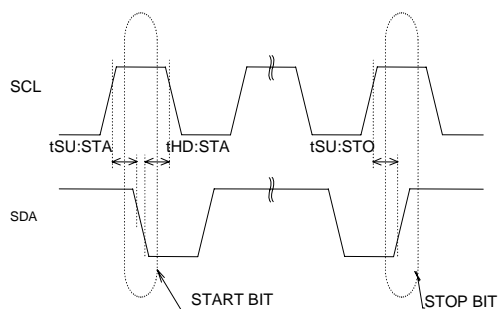 SCL
tSU:STA tHD:STA tSU:STO
SDA
START BIT STOP BIT